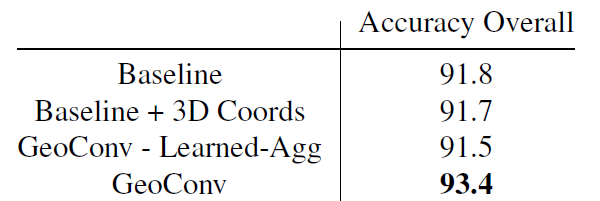 Accuracy Overall
Baseline 91.8
Baseline + 3D Coords 91.7
GeoConv - Learned-Agg 91.5
GeoConv 93.4